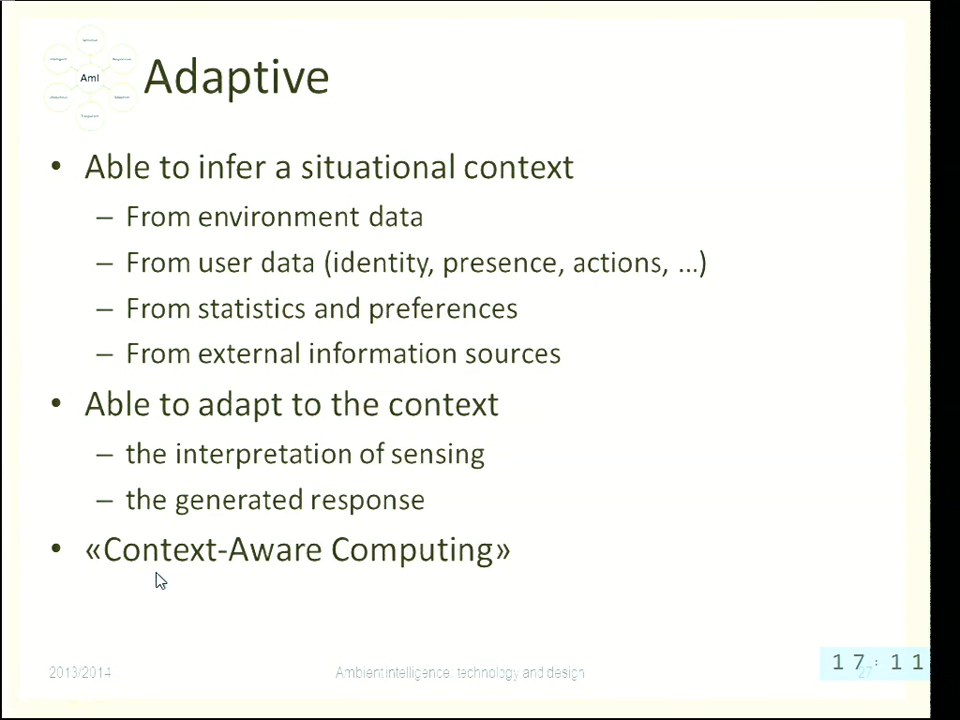 AmI
Adaptive
• Able to infer a situational context
– From environment data
– From user data (identity, presence, actions, ...)
– From statistics and preferences
– From external information sources
• Able to adapt to the context
– the interpretation of sensing
– the generated response
• «Context-Aware Computing»
2013/2014
Ambient intelligence: technology and design
27
17:11